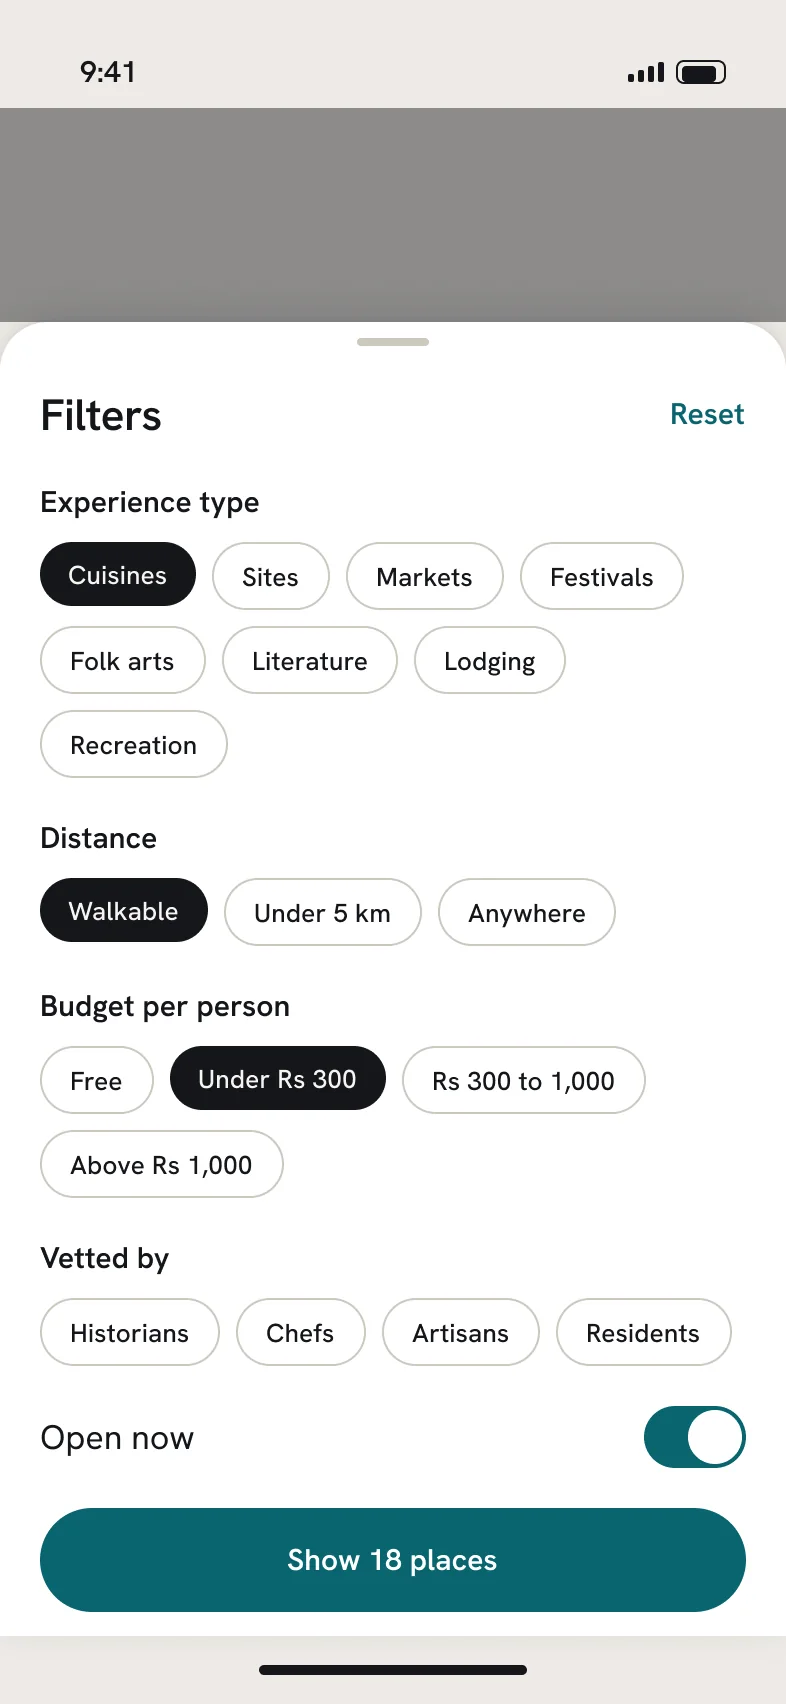 9:41
Filters
Reset
Experience type
Cuisines Sites Markets Festivals
Folk arts Literature Lodging
Recreation
Distance
Walkable Under 5 km Anywhere
Budget per person
Free Under Rs 300 Rs 300 to 1,000
Above Rs 1,000
Vetted by
Historians Chefs Artisans Residents
Open now
Show 18 places